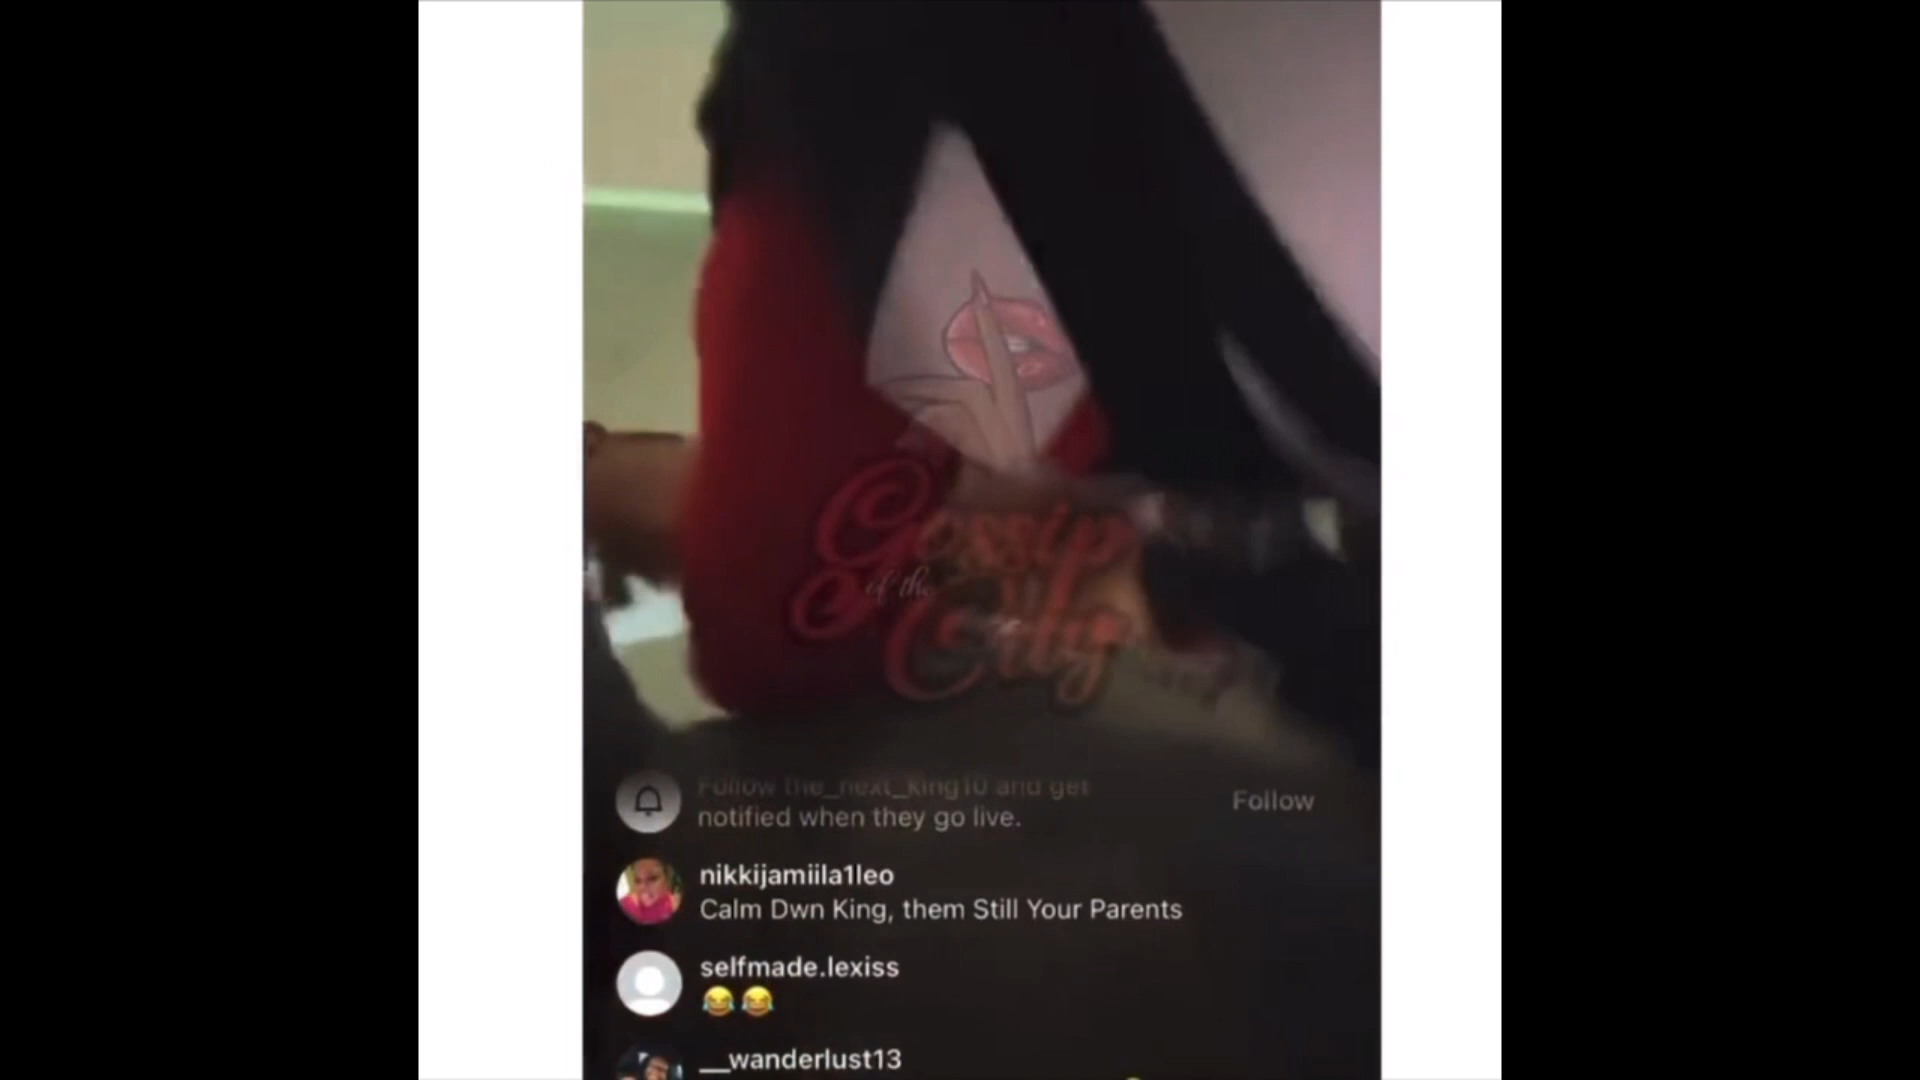 Gossip
of the
City
Follow the_next_king10 and get
notified when they go live.
Follow
nikkijamiila1leo
Calm Dwn King, them Still Your Parents
selfmade.lexiss
😂😂
__wanderlust13